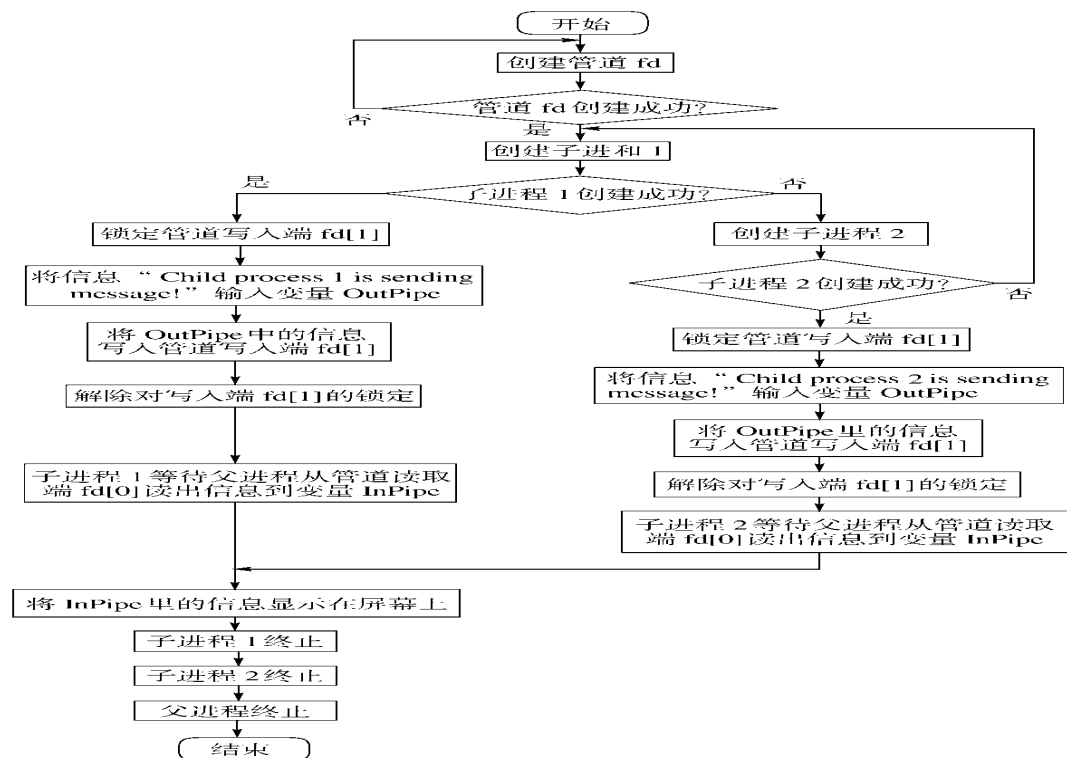 开始
创建管道 fd
管道 fd 创建成功?
否
是
创建子进和 1
子进程 1 创建成功?
是
否
锁定管道写入端 fd[1]
将信息 “ Child process 1 is sending
message!” 输入变量 OutPipe
将 OutPipe 中的信息
写入管道写入端 fd[1]
解除对写入端 fd[1]的锁定
子进程 1 等待父进程从管道读取
端 fd[0]读出信息到变量 InPipe
创建子进程 2
子进程 2 创建成功?
否
是
锁定管道写入端 fd[1]
将信息 “ Child process 2 is sending
message!” 输入变量 OutPipe
将 OutPipe 里的信息
写入管道写入端 fd[1]
解除对写入端 fd[1]的锁定
子进程 2 等待父进程从管道读取
端 fd[0]读出信息到变量 InPipe
将 InPipe 里的信息显示在屏幕上
子进程 1 终止
子进程 2 终止
父进程终止
结束